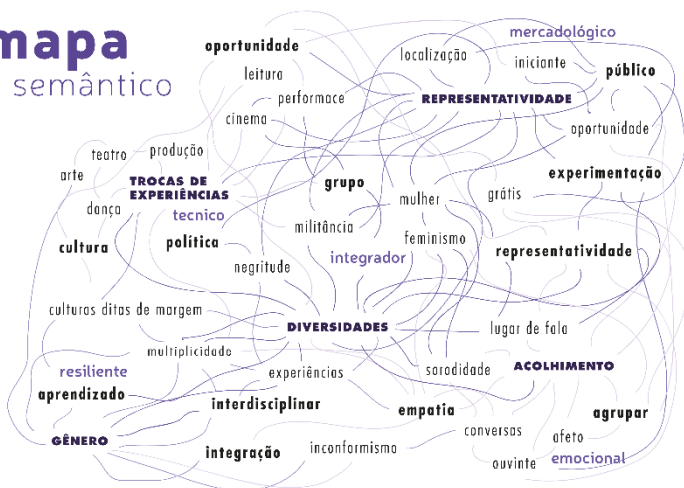 mapa
semântico
oportunidade
leitura
performace
cinema
localização
mercadológico
iniciante
público
REPRESENTATIVIDADE
oportunidade
teatro
produção
arte
TROCAS DE
EXPERIÊNCIAS
dança
tecnico
cultura
política
negritude
grupo
militância
integrador
mulher
feminismo
grátis
experimentação
representatividade
culturas ditas de margem
multiplicidade
DIVERSIDADES
lugar de fala
resiliente
aprendizado
experiências
sarodidade
ACOLHIMENTO
interdisciplinar
empatia
agrupar
GÊNERO
integração
inconformismo
conversas
afeto
ouvinte
emocional